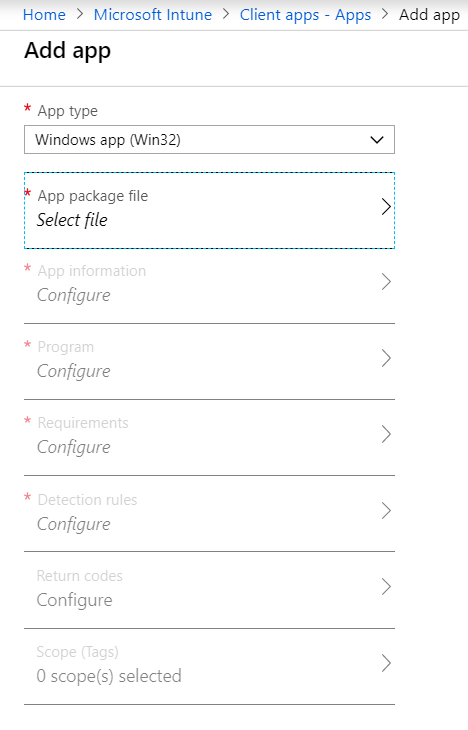 Home > Microsoft Intune > Client apps - Apps > Add app
Add app
* App type
Windows app (Win32)
* App package file
Select file
* App information
Configure
* Program
Configure
* Requirements
Configure
* Detection rules
Configure
Return codes
Configure
Scope (Tags)
0 scope(s) selected